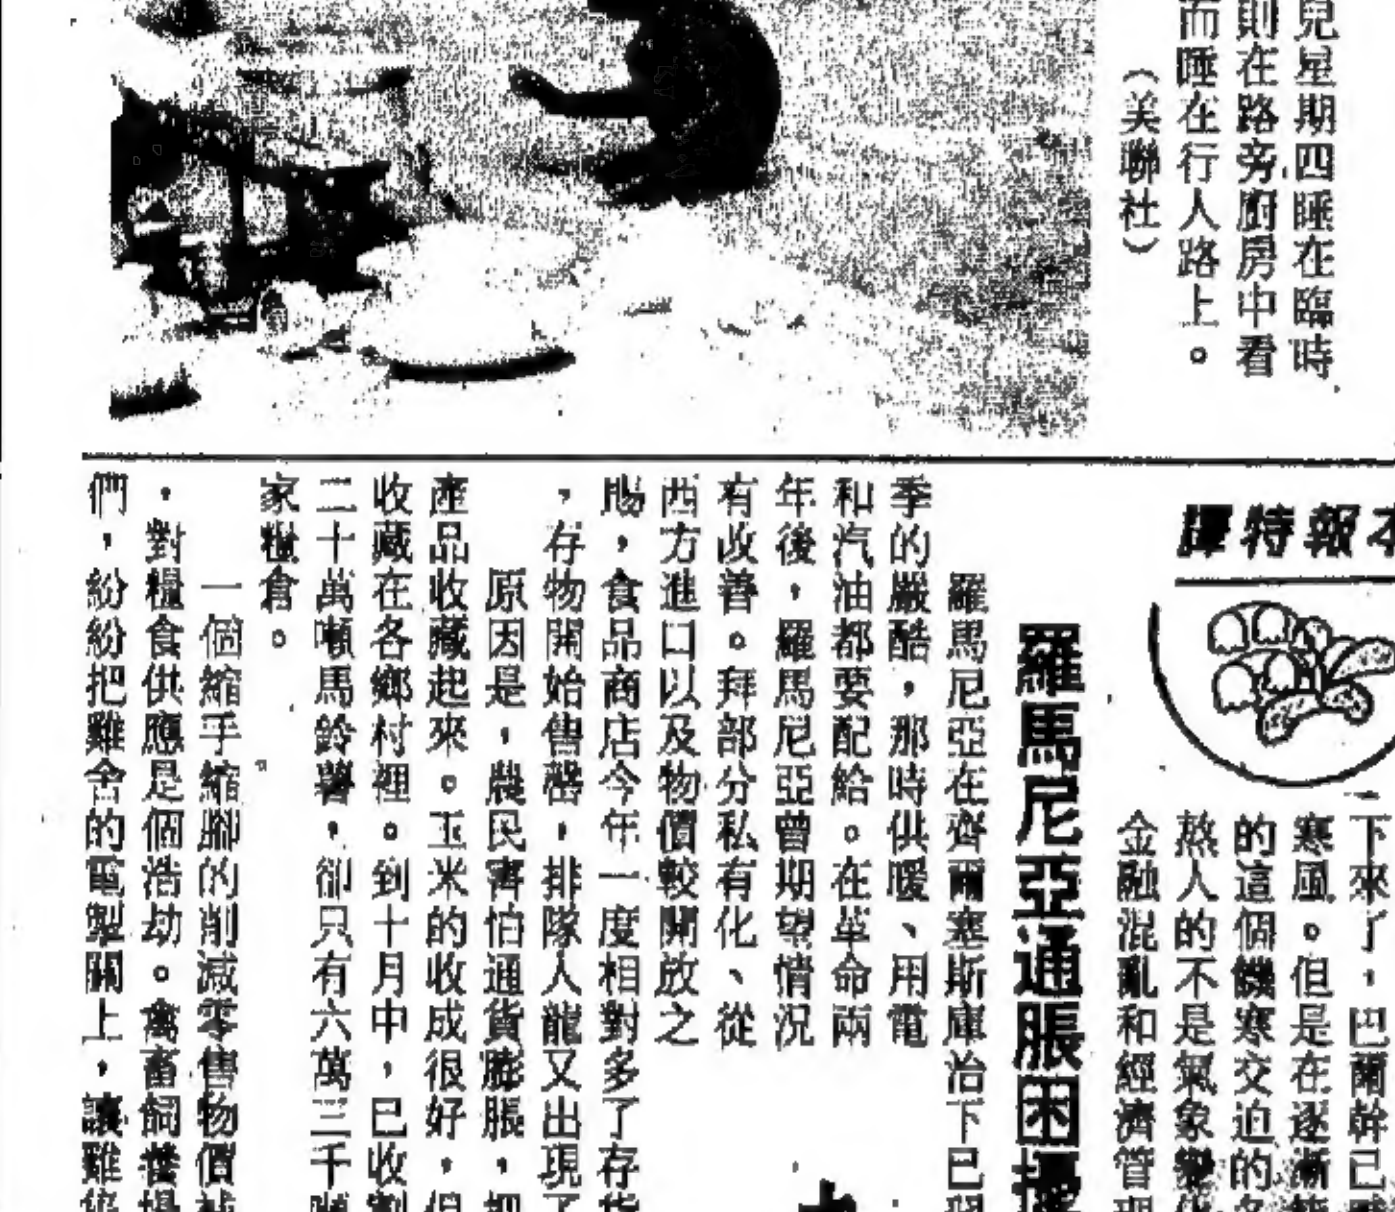 兒星期四睡在臨時
則在路旁廚房中看
而睡在行人路上。
（美聯社）
本報特譯
下來了，巴爾幹已
寒風。但是在逐漸
的這個饑寒交迫的
熬人的不是氣象變化
金融混亂和經濟管理
羅馬尼亞通脹困擾
羅馬尼亞在齊爾塞斯庫治下已習
季的嚴酷，那時供暖、用電
和汽油都要配給。在革命兩
年後，羅馬尼亞曾期望情況
有改善。拜部分私有化、從
西方進口以及物價較開放之
賜，食品商店今年一度相對多了存貨
，存物開始售罄，排隊人龍又出現了
原因是，農民害怕通貨膨脹，把
產品收藏起來。玉米的收成很好，但
收藏在各鄉村裡。到十月中，已收割
二十萬噸馬鈴薯，卻只有六萬三千噸
家糧倉。
一個縮手縮腳的削減零售物價補
，對糧食供應是個浩劫。禽畜飼養場
們，紛紛把雞舍的電掣關上，讓雞